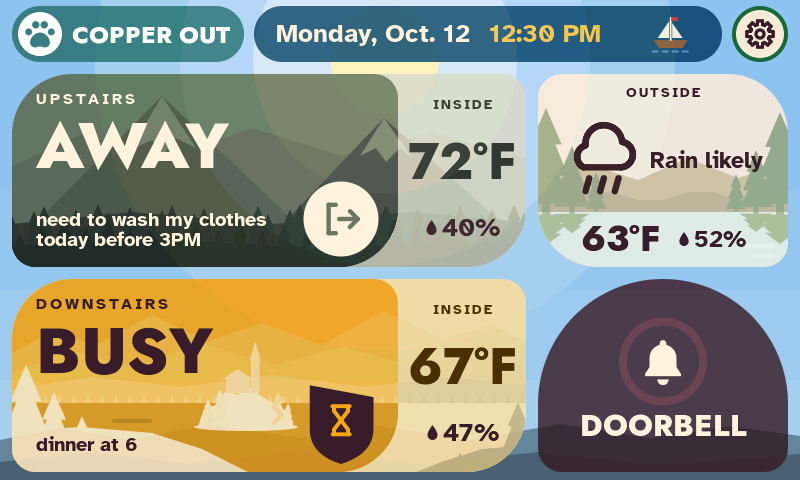 COPPER OUT
Monday, Oct. 12 12:30 PM
UPSTAIRS
AWAY
need to wash my clothes
today before 3PM
INSIDE
72°F
40%
OUTSIDE
Rain likely
63°F 52%
DOWNSTAIRS
BUSY
dinner at 6
INSIDE
67°F
47%
DOORBELL